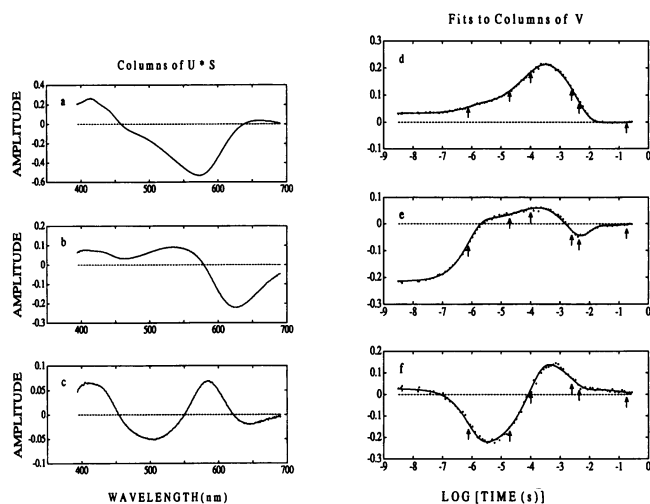 Fits to Columns of V
Columns of U * S
AMPLITUDE
0.4
0.2
0
-0.2
-0.4
0.6
a
400
500
600
700
AMPLITUDE
0.2
0.1
0
-0.1
-0.2
0.3
b
400
500
600
700
AMPLITUDE
0.1
0.05
0
-0.05
0.1
c
400
500
600
700
WAVELENGTH(nm)
0.3
0.2
0.1
0
0.1
d
-9 -8 -7 -6 -5 -4 -3 -2 -1 0
0.1
0
-0.1
-0.2
-0.3
e
-9 -8 -7 -6 -5 -4 -3 -2 -1 0
0.2
0.1
0
-0.1
-0.2
0.3
f
-9 -8 -7 -6 -5 -4 -3 -2 -1 0
LOG [TIME (s)]